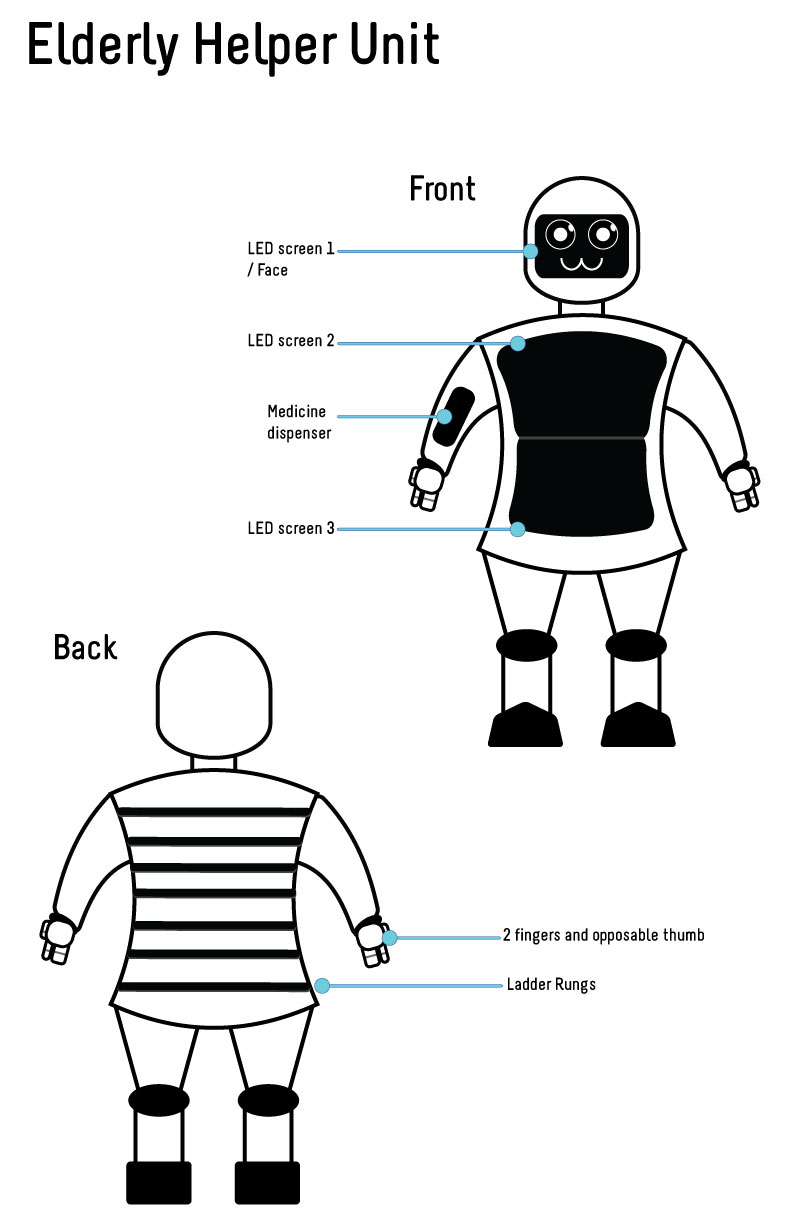 Elderly Helper Unit
Front
LED screen 1
/ Face
LED screen 2
Medicine
dispenser
LED screen 3
Back
2 fingers and opposable thumb
Ladder Rungs